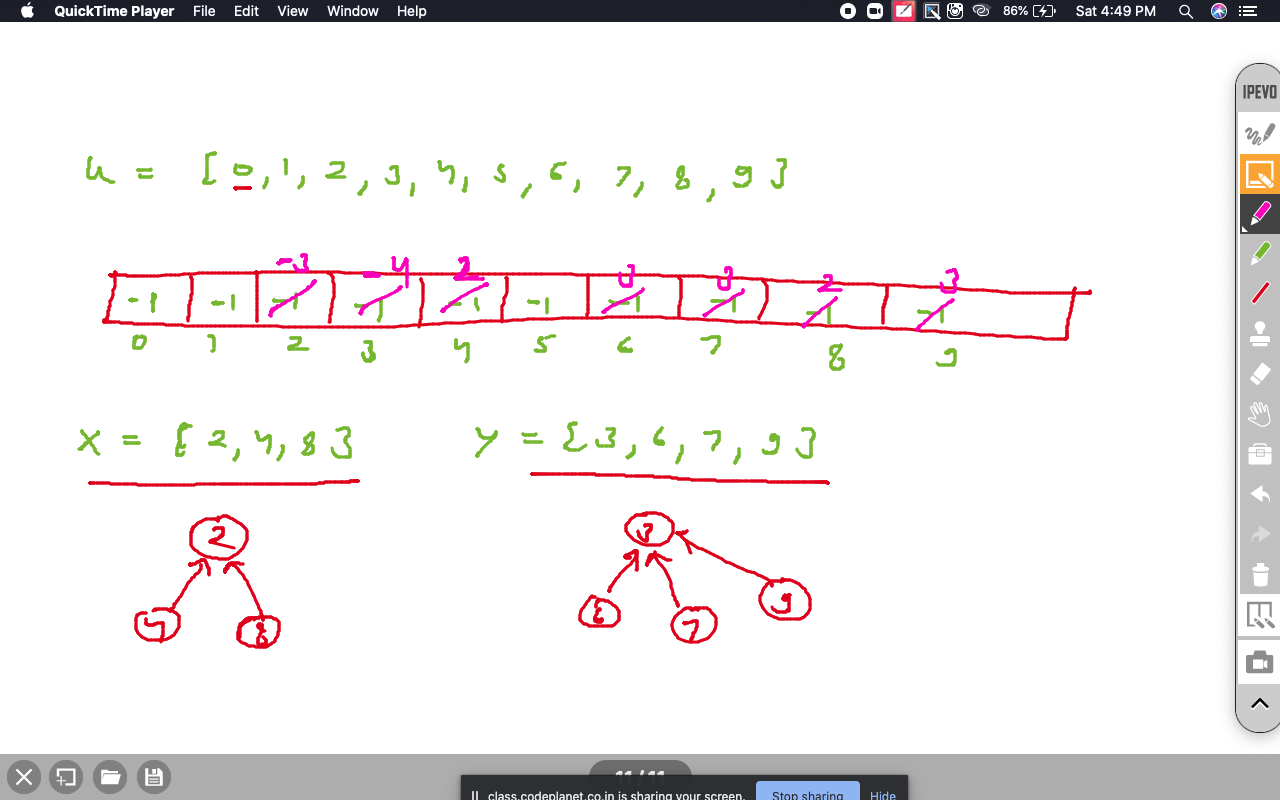 QuickTime Player File Edit View Window Help 86% Sat 4:49 PM
IPEVO
u = [ 0, 1, 2, 3, 4, 5, 6, 7, 8, 9 ]
-3 -4 2 3 3 2 3
-1 -1 -1 -1 -1 -1 -1 -1 -1 -1
0 1 2 3 4 5 6 7 8 9
X = { 2, 4, 8 } Y = { 3, 6, 7, 9 }
2 3
4 8 6 7 9
11 / 11
class.codeplanet.co.in is sharing your screen. Stop sharing Hide